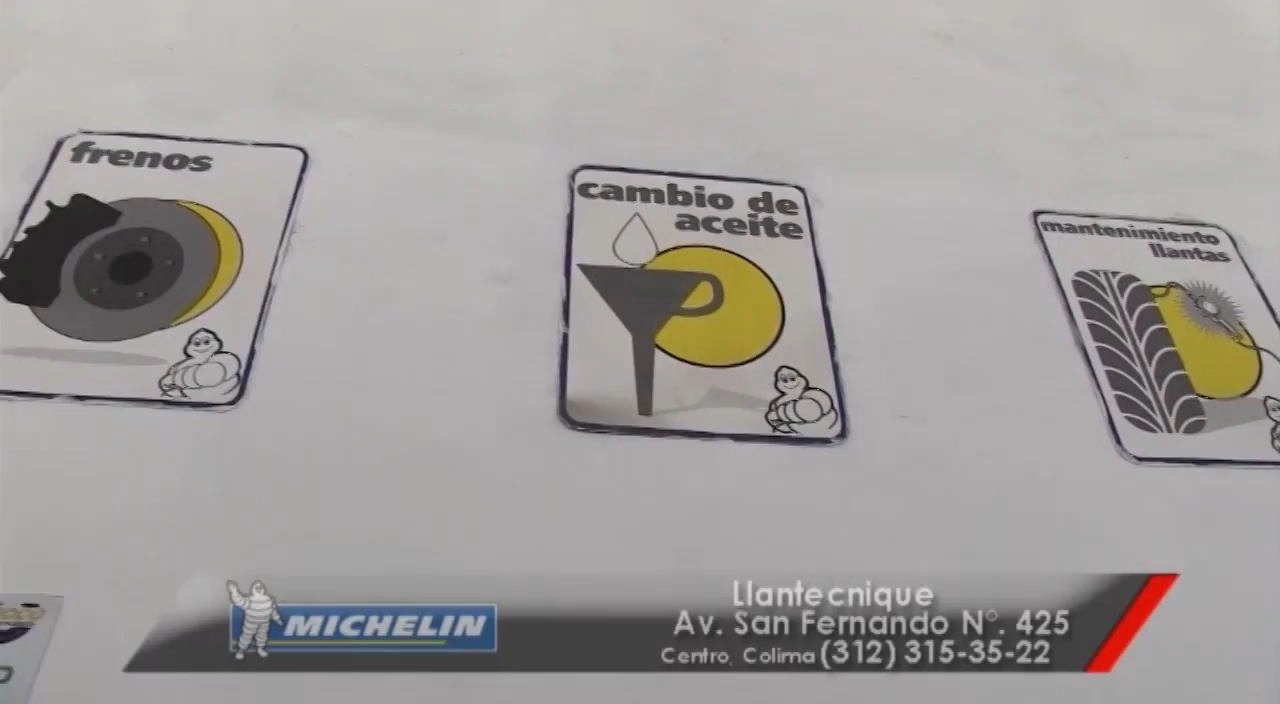 frenos
cambio de
aceite
mantenimiento
llantas
MICHELIN
Llantecnique
Av. San Fernando N°. 425
Centro, Colima (312) 315-35-22